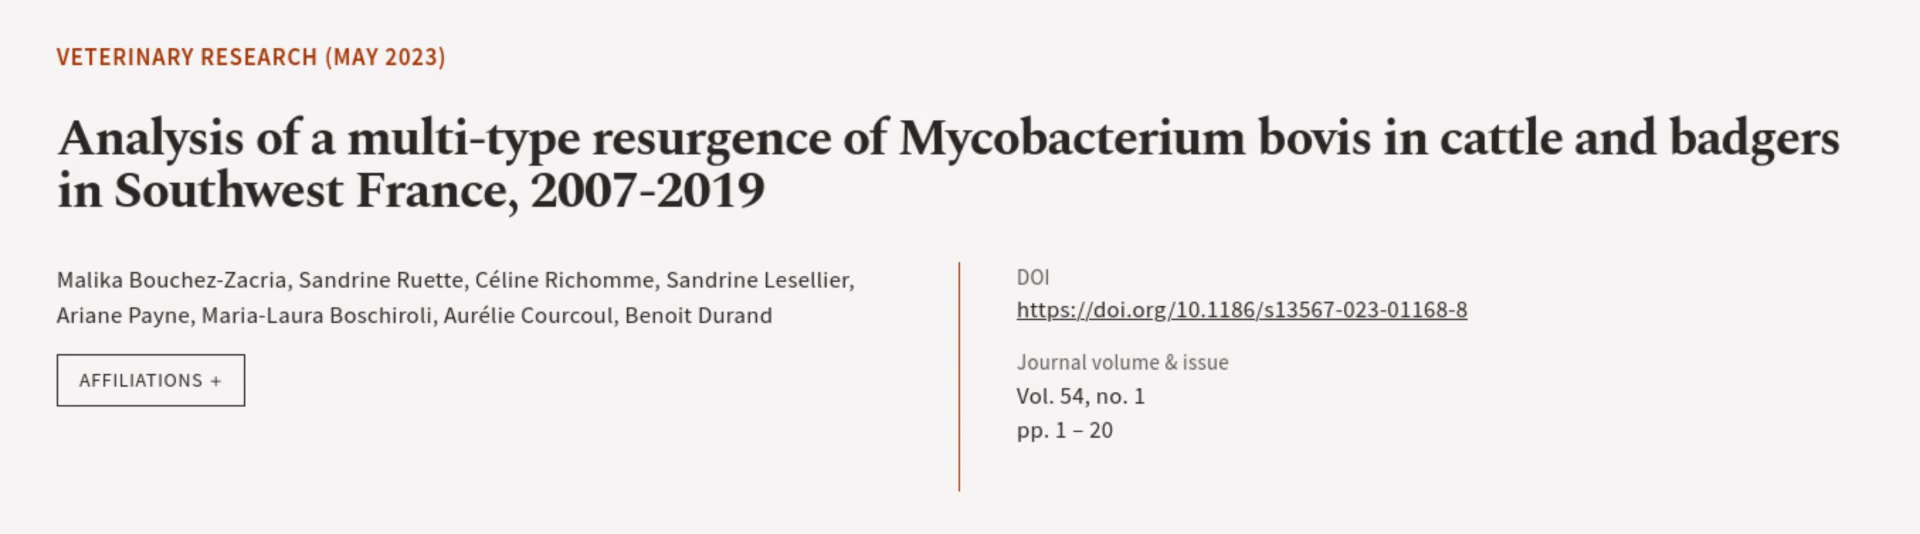 VETERINARY RESEARCH (MAY 2023)
Analysis of a multi-type resurgence of Mycobacterium bovis in cattle and badgers
in Southwest France, 2007-2019
Malika Bouchez-Zacria, Sandrine Ruette, Céline Richomme, Sandrine Lesellier,
Ariane Payne, Maria-Laura Boschiroli, Aurélie Courcoul, Benoit Durand
AFFILIATIONS +
DOI
https://doi.org/10.1186/s13567-023-01168-8
Journal volume & issue
Vol. 54, no. 1
pp. 1 – 20